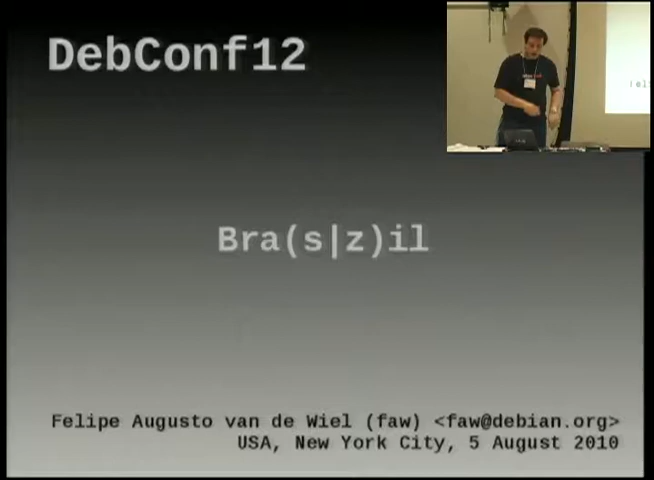 DebConf12
Bra(s|z)il
Felipe Augusto van de Wiel (faw) <faw@debian.org>
USA, New York City, 5 August 2010